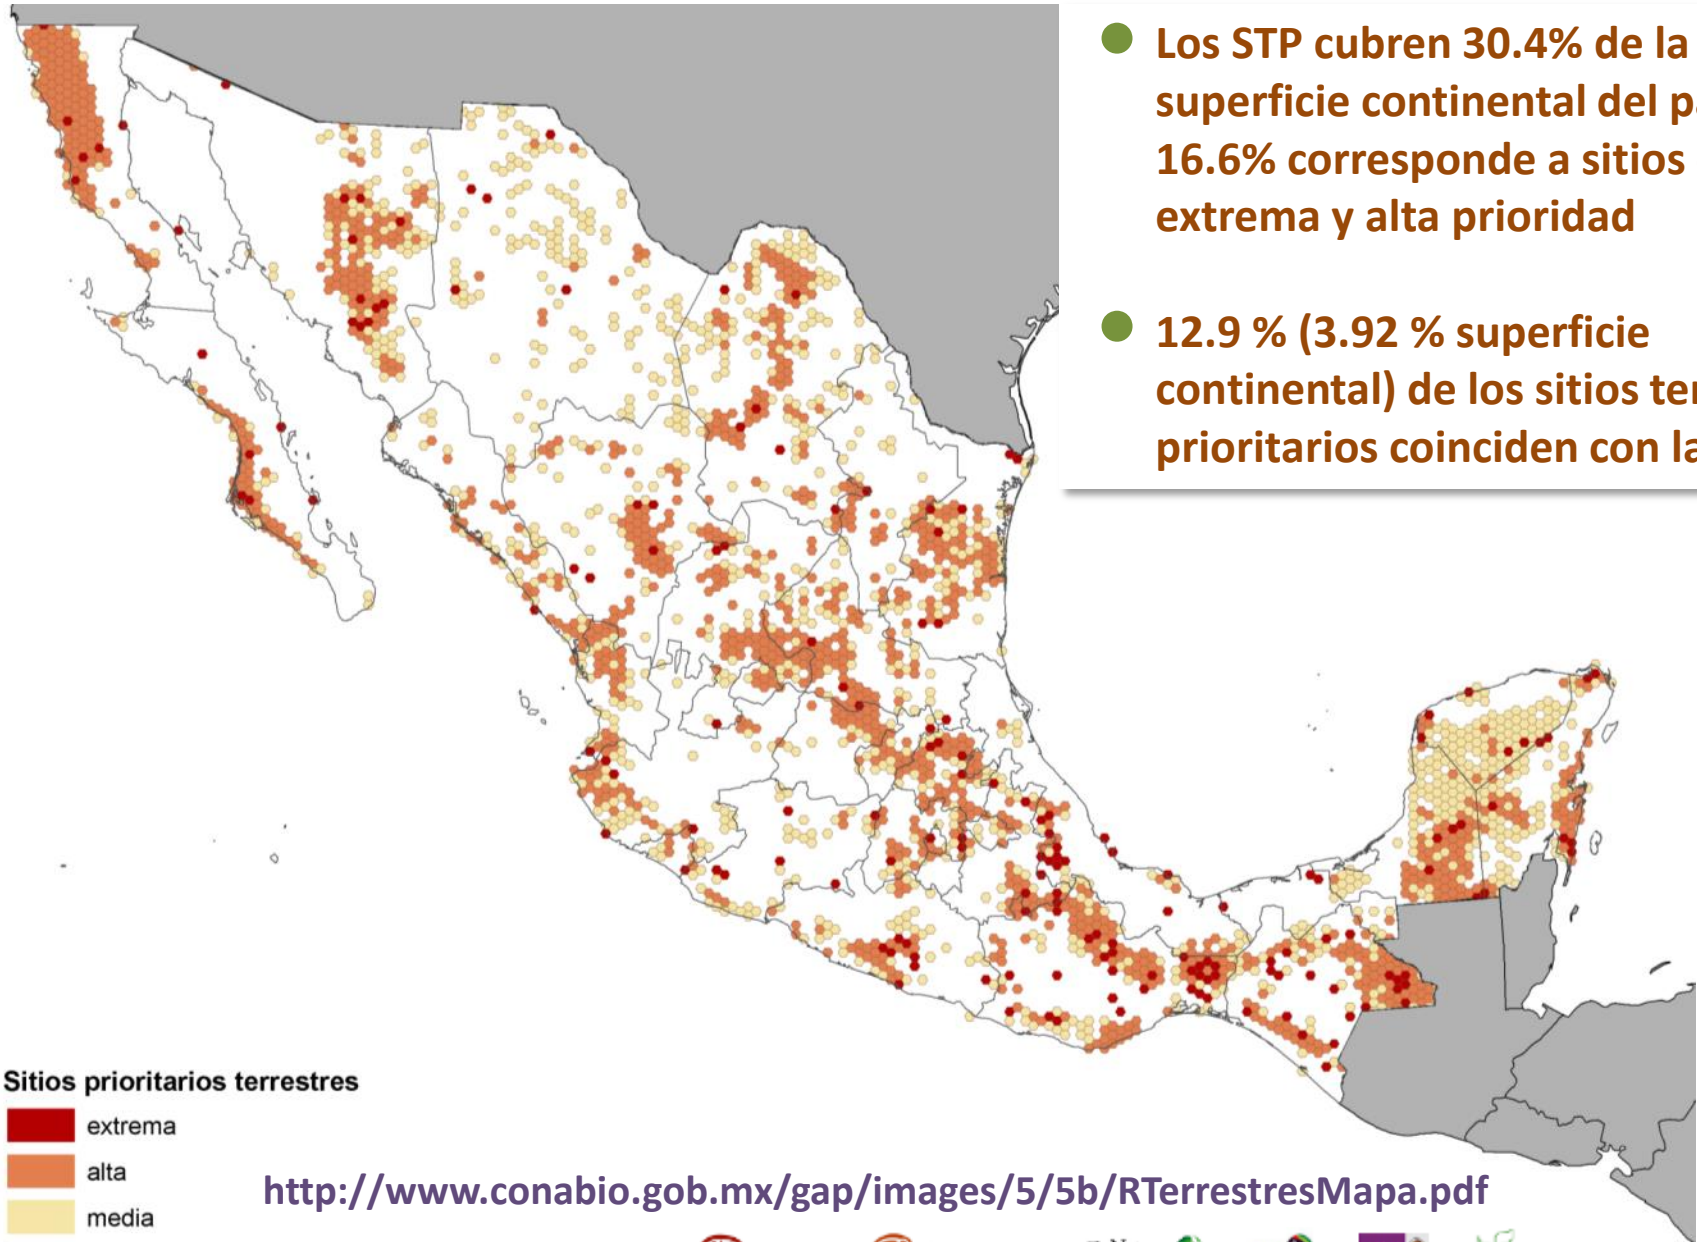 Los STP cubren 30.4% de la
superficie continental del
16.6% corresponde a sitios
extrema y alta prioridad
12.9 % (3.92 % superficie
continental) de los sitios
prioritarios coinciden con
Sitios prioritarios terrestres
extrema
alta
media
http://www.conabio.gob.mx/gap/images/5/5b/RTerrestresMapa.pdf